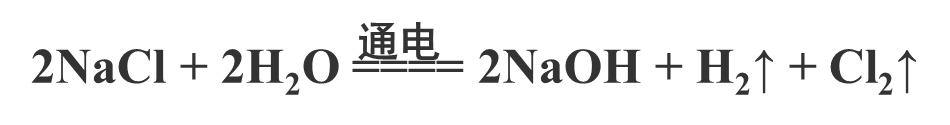 2NaCl + 2H₂O ==通电== 2NaOH + H₂↑ + Cl₂↑